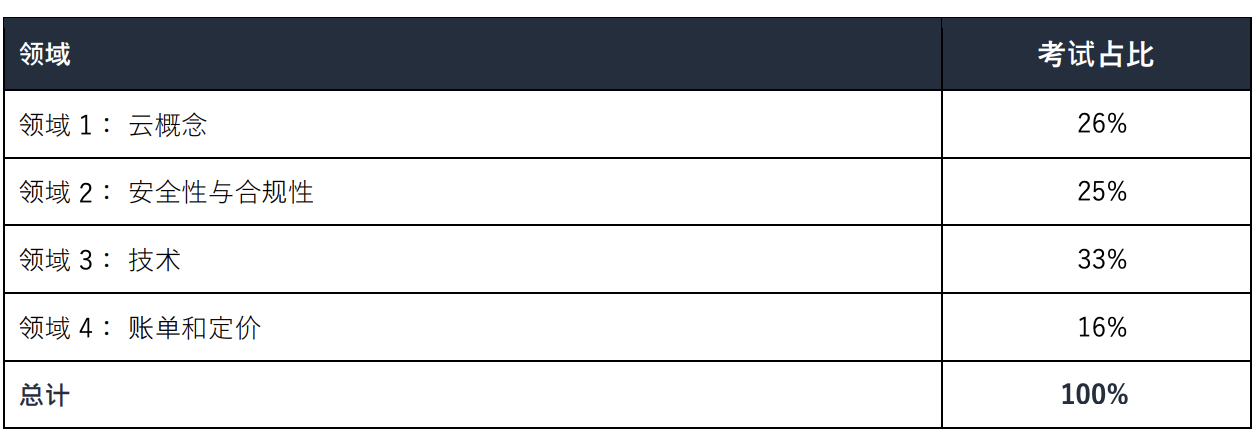 领域 考试占比
领域 1： 云概念 26%
领域 2： 安全性与合规性 25%
领域 3： 技术 33%
领域 4： 账单和定价 16%
总计 100%